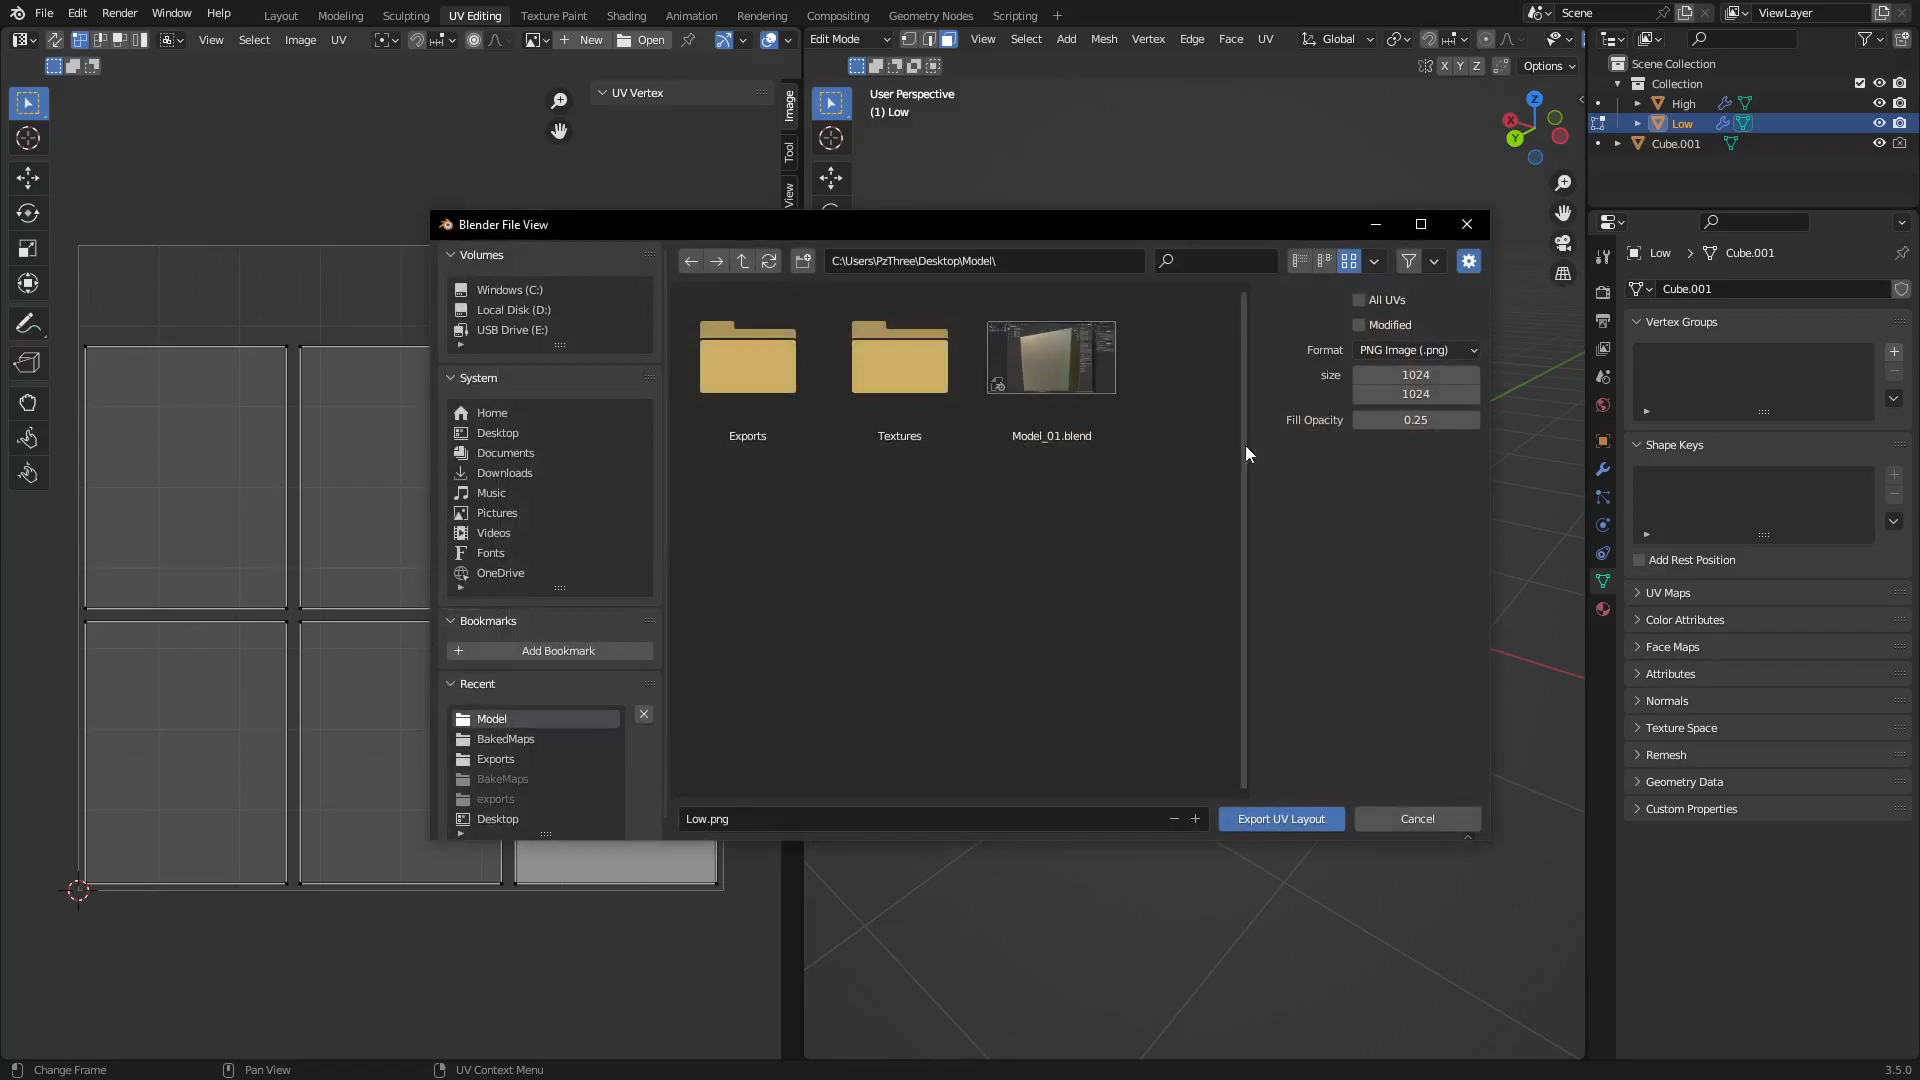 File Edit Render Window Help Layout Modeling Sculpting UV Editing Texture Paint Shading Animation Rendering Compositing Geometry Nodes Scripting + Scene ViewLayer
View Select Image UV New Open Edit Mode View Select Add Mesh Vertex Edge Face UV Global
X Y Z Options
Scene Collection
Collection
High
Low
Cube.001
UV Vertex
Image
Tool
View
User Perspective
(1) Low
Z
X
Y
Blender File View
Volumes
Windows (C:)
Local Disk (D:)
USB Drive (E:)
System
Home
Desktop
Documents
Downloads
Music
Pictures
Videos
Fonts
OneDrive
Bookmarks
Add Bookmark
Recent
Model
BakedMaps
Exports
BakeMaps
exports
Desktop
C:\Users\PzThree\Desktop\Model\
Exports
Textures
Model_01.blend
All UVs
Modified
Format PNG Image (.png)
size 1024
1024
Fill Opacity 0.25
Low.png
Export UV Layout
Cancel
Low Cube.001
Cube.001
Vertex Groups
Shape Keys
Add Rest Position
UV Maps
Color Attributes
Face Maps
Attributes
Normals
Texture Space
Remesh
Geometry Data
Custom Properties
Change Frame Pan View UV Context Menu 3.5.0